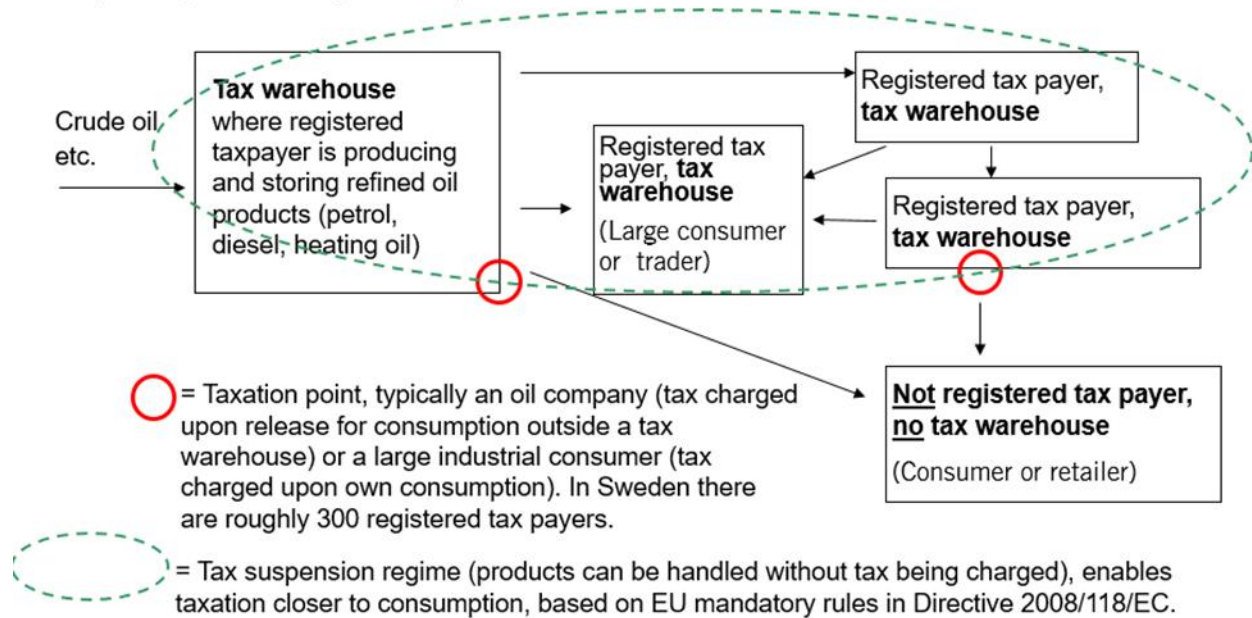 Crude oil
etc.
Tax warehouse
where registered
taxpayer is producing
and storing refined oil
products (petrol,
diesel, heating oil)
Registered tax
payer, tax
warehouse
(Large consumer
or trader)
Registered tax payer,
tax warehouse
Registered tax payer,
tax warehouse
Not registered tax payer,
no tax warehouse
(Consumer or retailer)
= Taxation point, typically an oil company (tax charged
upon release for consumption outside a tax
warehouse) or a large industrial consumer (tax
charged upon own consumption). In Sweden there
are roughly 300 registered tax payers.
= Tax suspension regime (products can be handled without tax being charged), enables
taxation closer to consumption, based on EU mandatory rules in Directive 2008/118/EC.